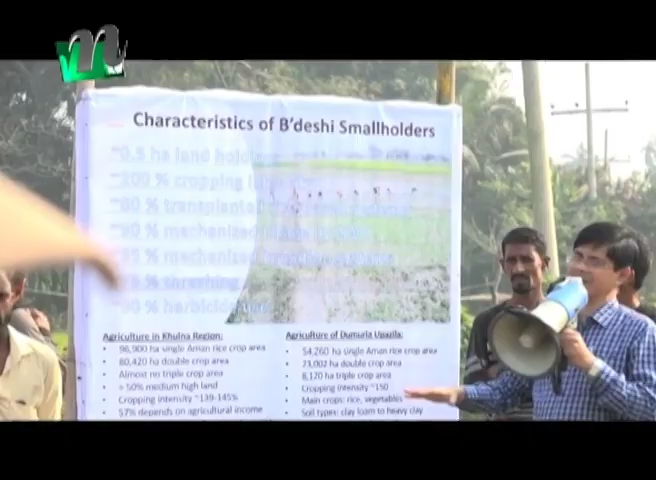 Characteristics of B'deshi Smallholders
~0.5 ha land
~200 % cropping
~80 % transplanted
~90 % mechanized
~95 % mechanized
% threshing
~90 % herbicide
Agriculture in Khulna Region:
• 96,900 ha single Aman rice crop area
• 80,420 ha double crop area
• Almost no triple crop area
• > 50% medium high land
• Cropping intensity ~139-145%
• 57% depends on agricultural income
Agriculture of Dumuria Upazila:
• 54,260 ha single Aman rice crop area
• 23,002 ha double crop area
• 8,120 ha triple crop area
• Cropping intensity ~150
• Main crops: rice, vegetables
• Soil types: clay loam to heavy clay